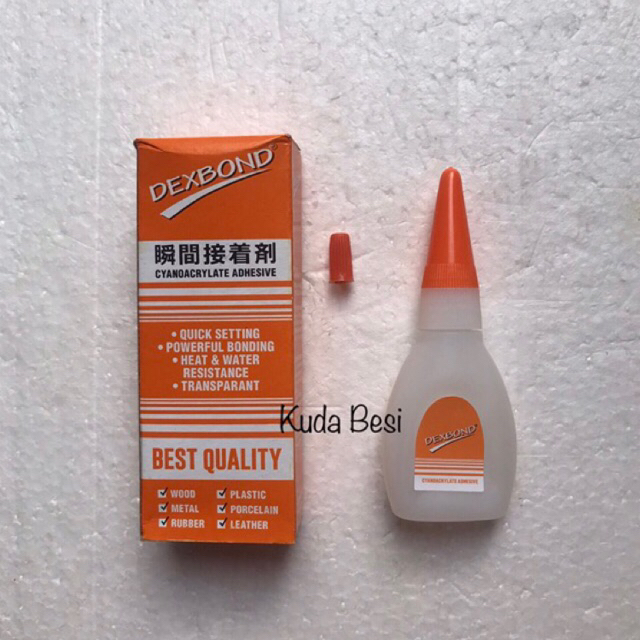 DEXBOND®
瞬間接着剤
CYANOACRYLATE ADHESIVE
• QUICK SETTING
• POWERFUL BONDING
• HEAT & WATER
RESISTANCE
• TRANSPARANT
BEST QUALITY
WOOD
PLASTIC
METAL
PORCELAIN
RUBBER
LEATHER
Kuda Besi
DEXBOND
CYANOACRYLATE ADHESIVE